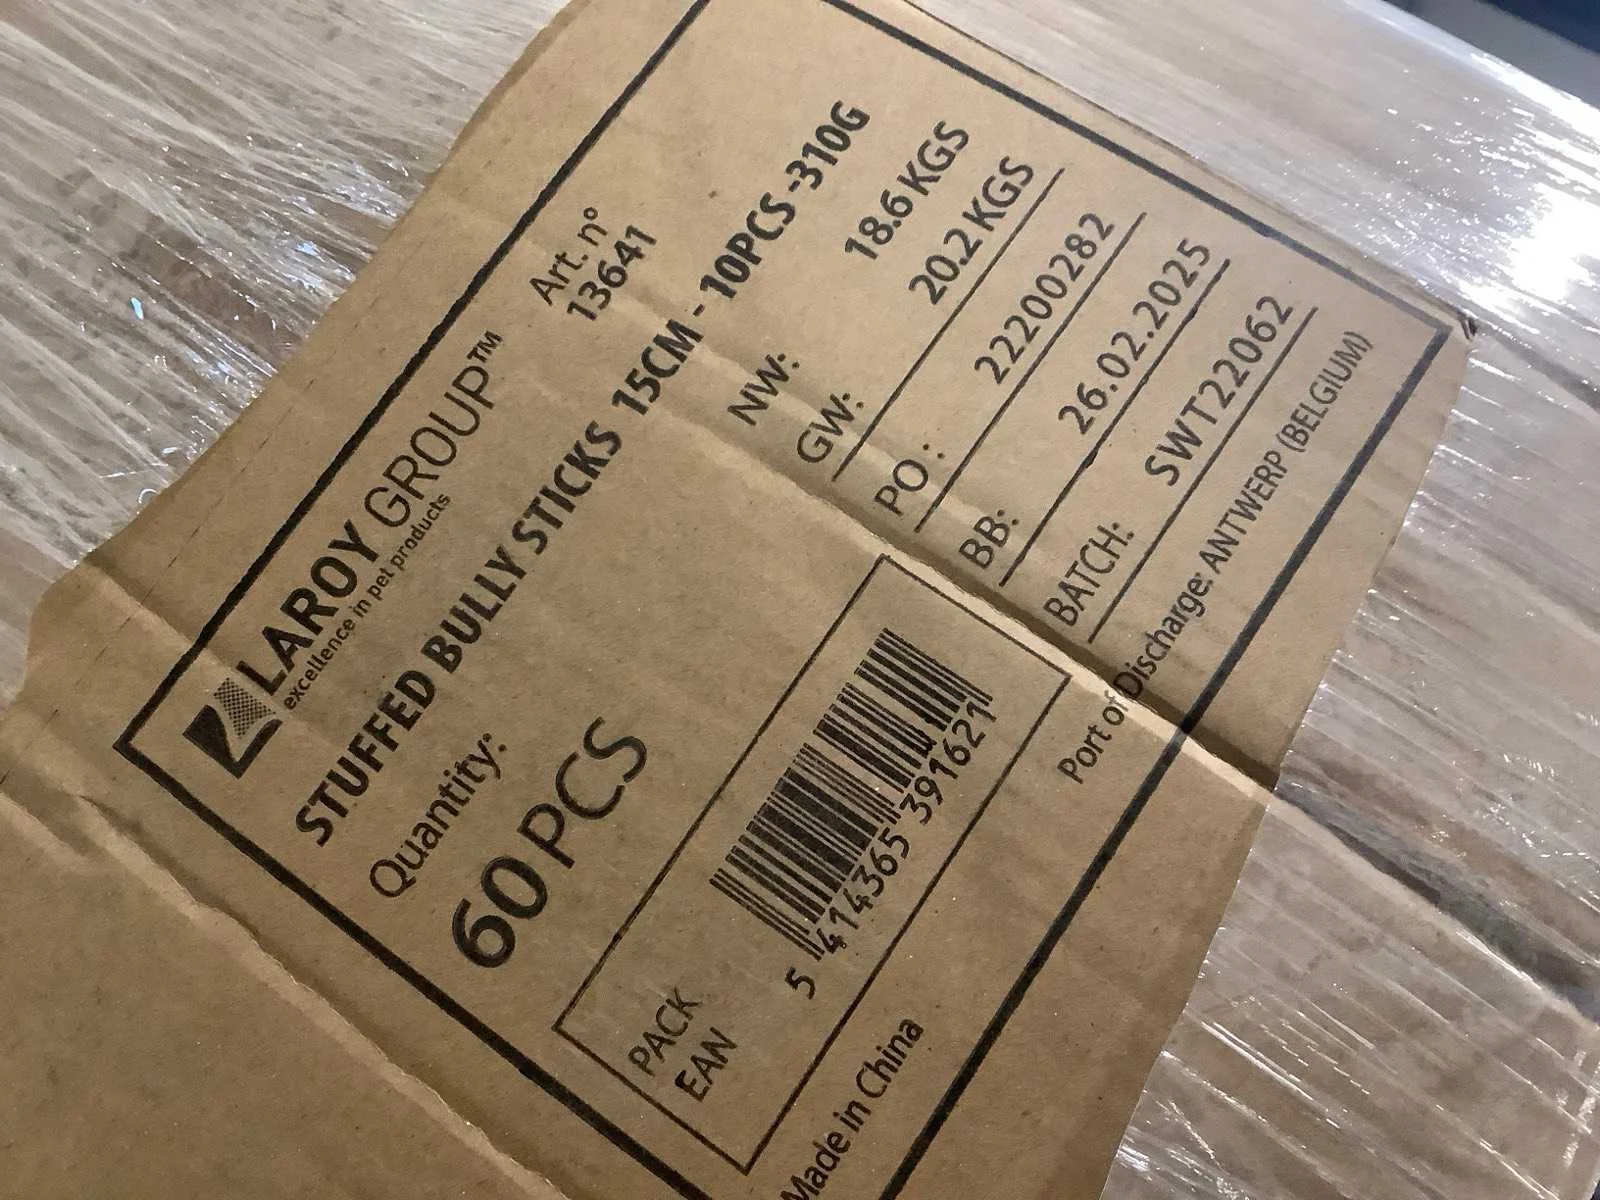 LAROY GROUP™
excellence in pet products
Art. n°
13641
STUFFED BULLY STICKS 15CM - 10PCS -310G
Quantity:
60 PCS
NW: 18.6 KGS
GW: 20.2 KGS
PO : 22200282
BB: 26.02.2025
BATCH: SWT22062
PACK
EAN
5 414365 391621
Port of Discharge: ANTWERP (BELGIUM)
Made in China